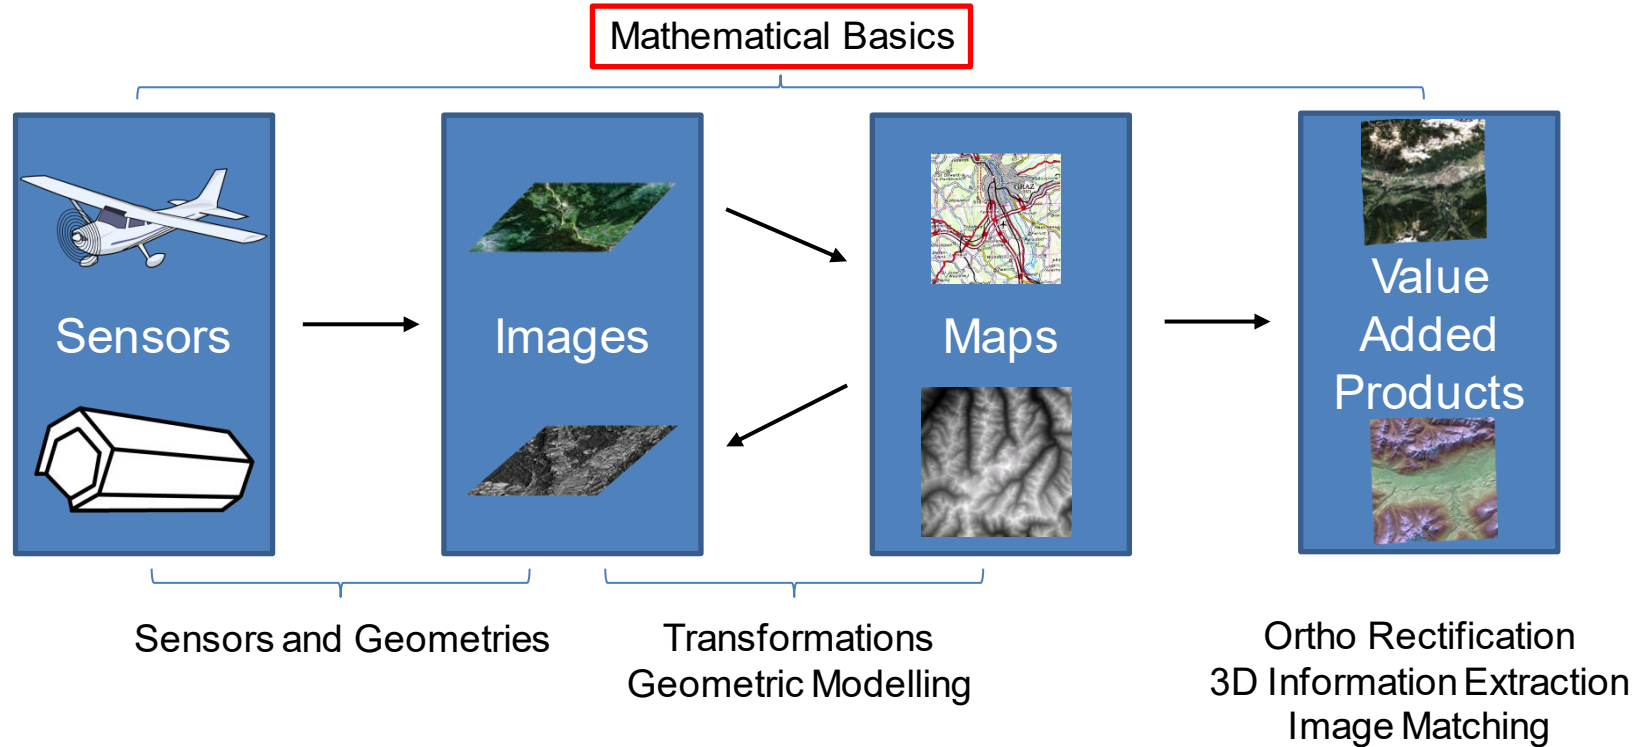 Mathematical Basics
Sensors
Images
Maps
GRAZ
Value
Added
Products
Sensors and Geometries
Transformations
Geometric Modelling
Ortho Rectification
3D Information Extraction
Image Matching